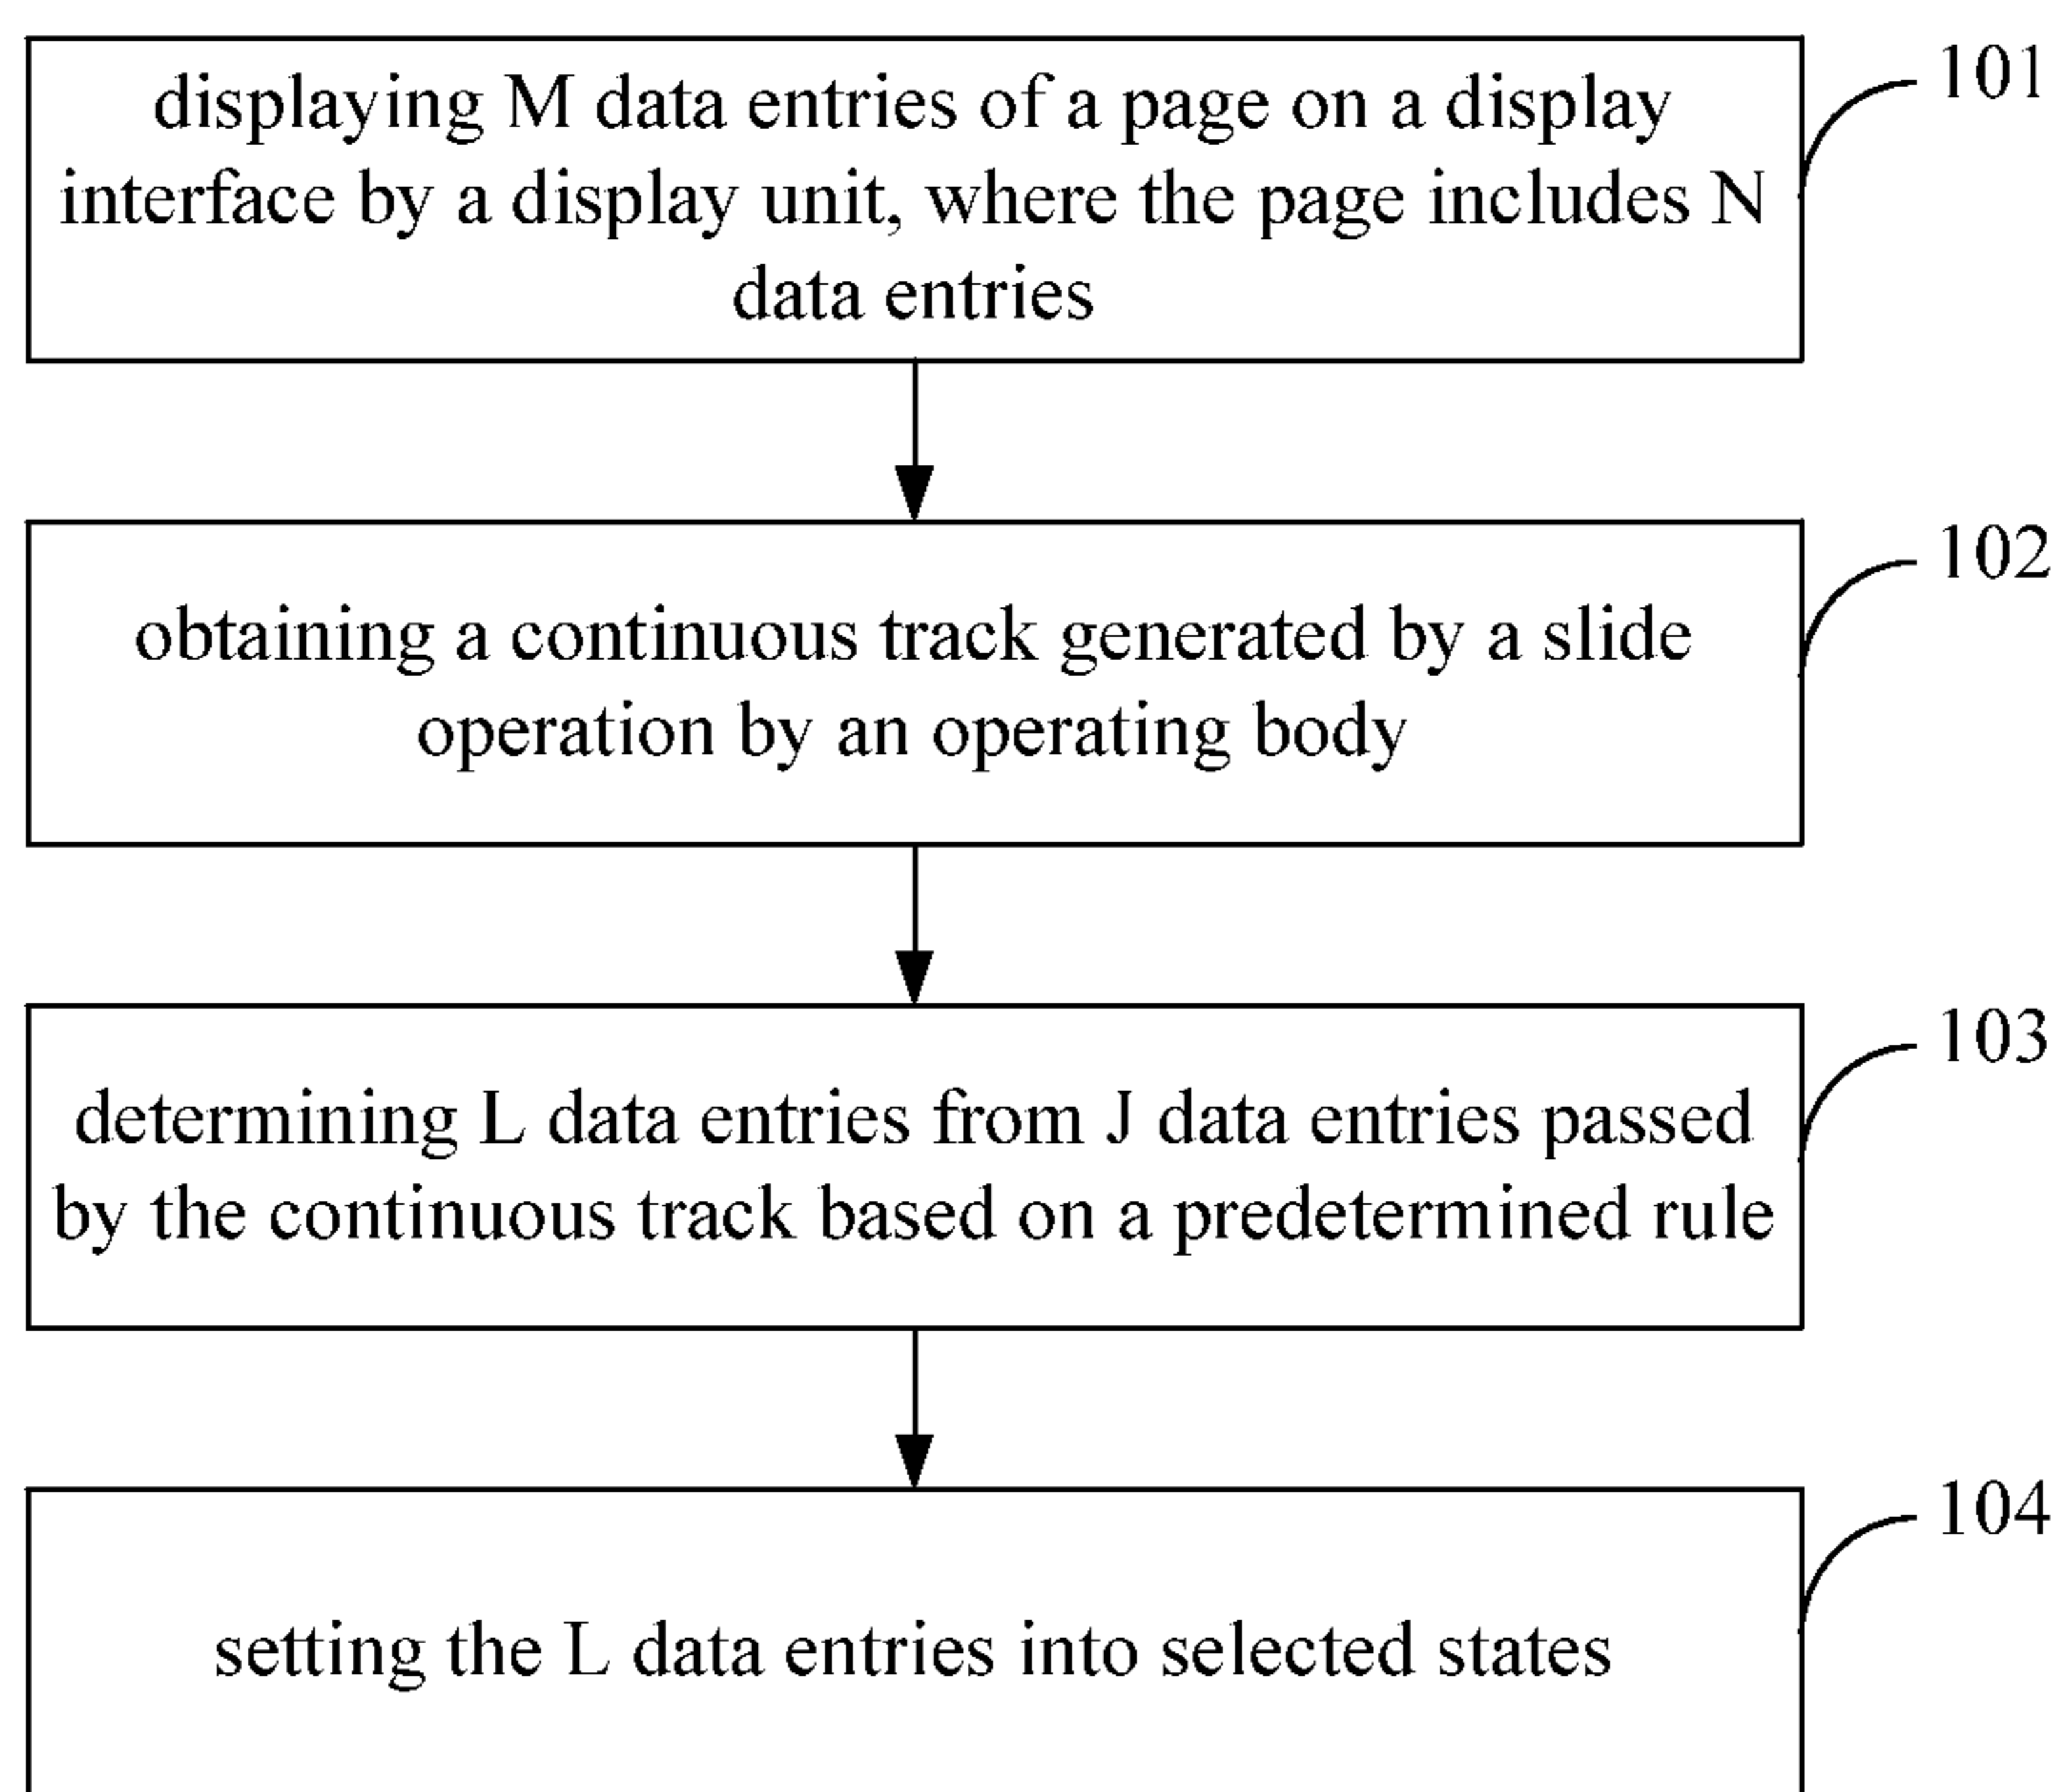 displaying M data entries of a page on a display
interface by a display unit, where the page includes N
data entries
101
obtaining a continuous track generated by a slide
operation by an operating body
102
determining L data entries from J data entries passed
by the continuous track based on a predetermined rule
103
setting the L data entries into selected states
104